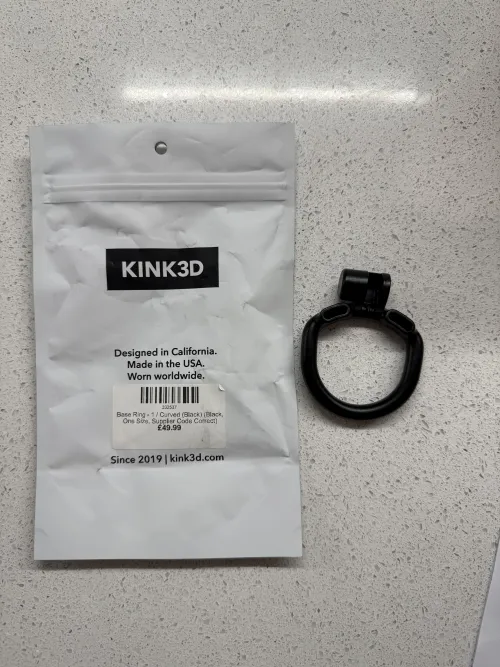 KINK3D
Designed in California.
Made in the USA.
Worn worldwide.
Base Ring - 1 / Curved (Black) (Black,
One Size, Supplier Code Correct)
£49.99
Since 2019 | kink3d.com